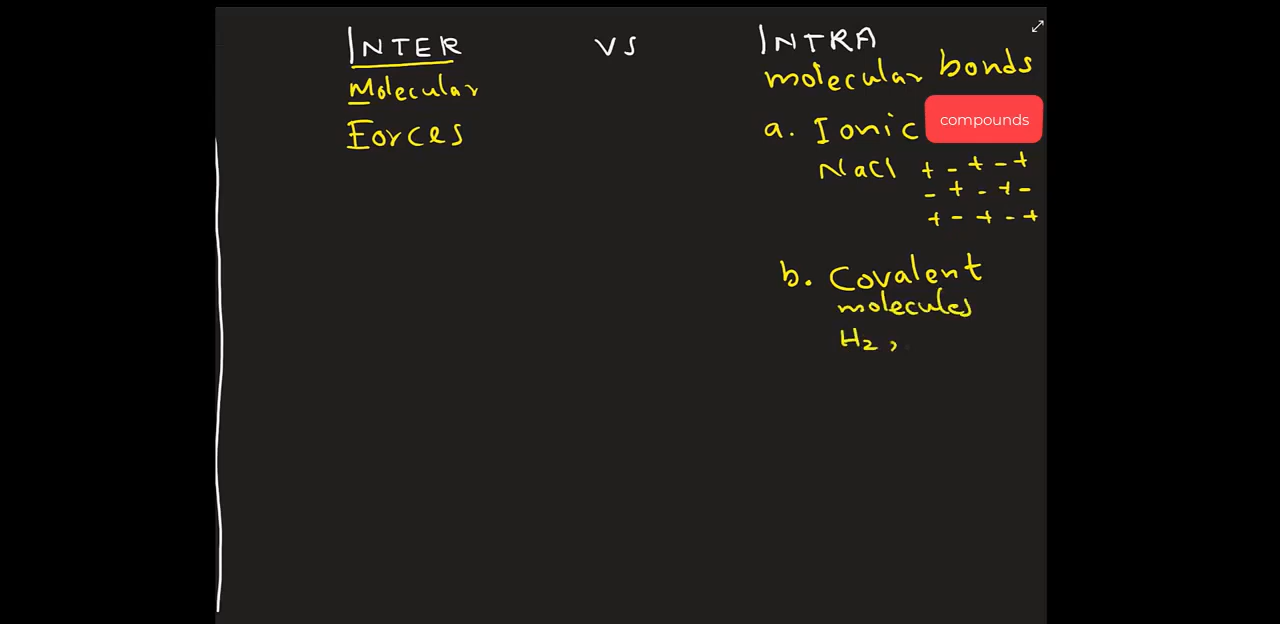 INTER VS INTRA
Molecular
Forces
molecular bonds
a. Ionic compounds
NaCl + - + - +
- + - + -
+ - + - +
b. Covalent
molecules
H2,